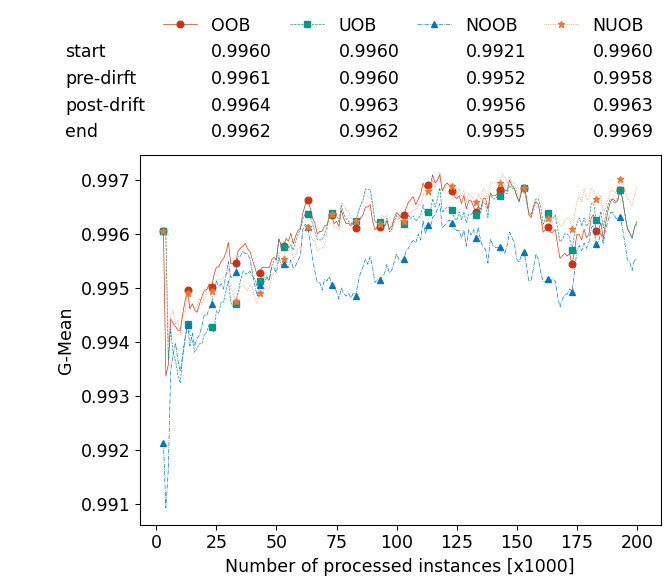 OOB UOB NOOB NUOB
start 0.9960 0.9960 0.9921 0.9960
pre-dirft 0.9961 0.9960 0.9952 0.9958
post-drift 0.9964 0.9963 0.9956 0.9963
end 0.9962 0.9962 0.9955 0.9969
0.997
0.996
0.995
0.994
0.993
0.992
0.991
G-Mean
0 25 50 75 100 125 150 175 200
Number of processed instances [x1000]